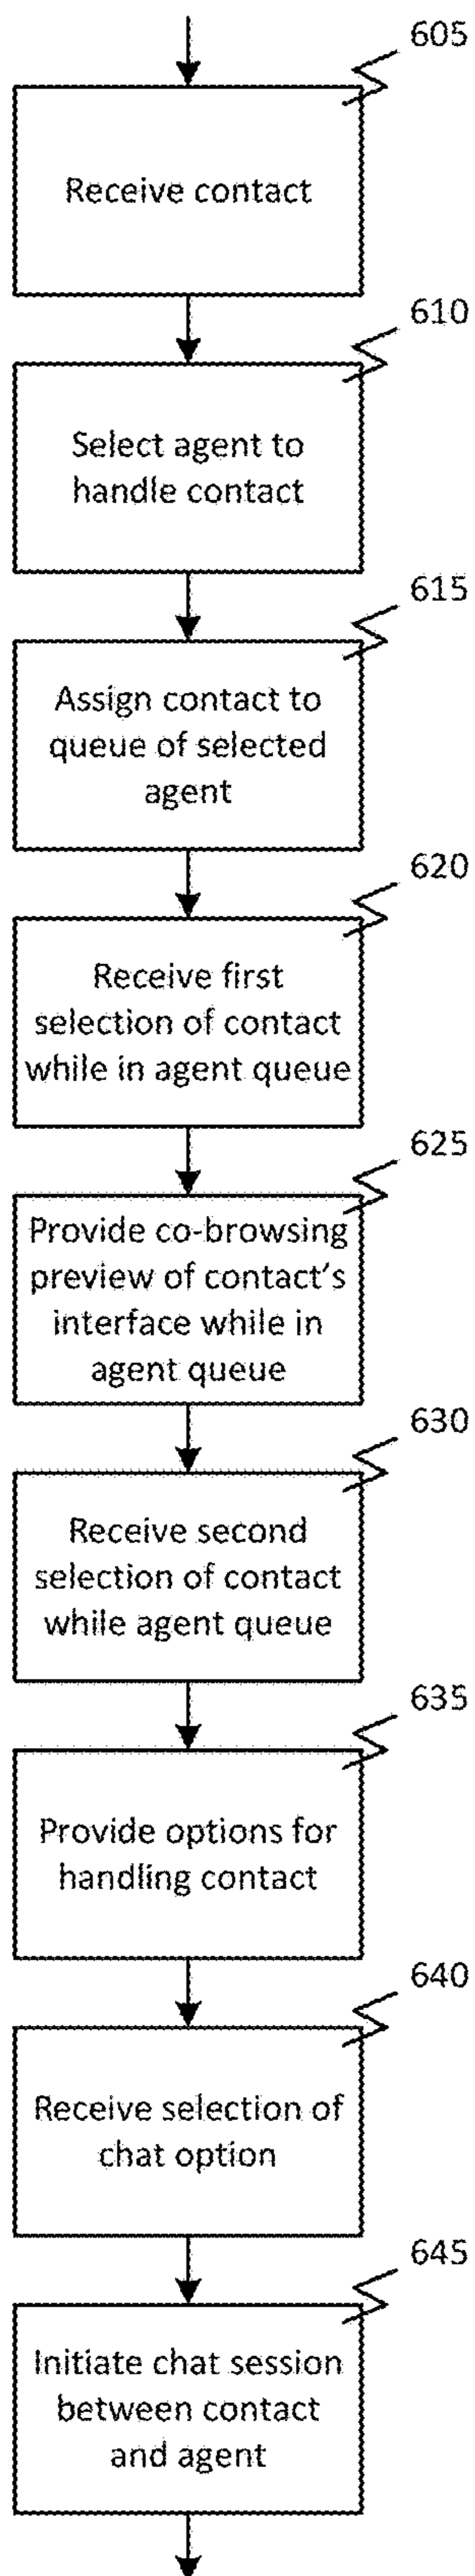 605
Receive contact
610
Select agent to
handle contact
615
Assign contact to
queue of selected
agent
620
Receive first
selection of contact
while in agent queue
625
Provide co-browsing
preview of contact's
interface while in
agent queue
630
Receive second
selection of contact
while agent queue
635
Provide options for
handling contact
640
Receive selection of
chat option
645
Initiate chat session
between contact
and agent